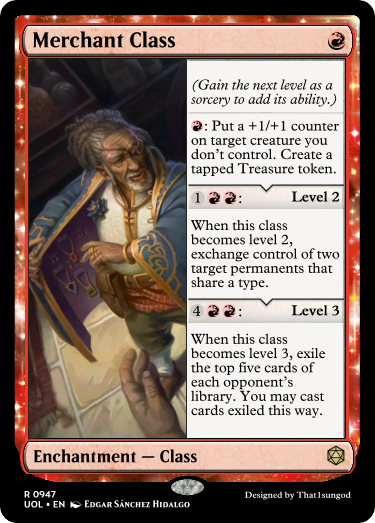 Merchant Class
(Gain the next level as a
sorcery to add its ability.)
: Put a +1/+1 counter
on target creature you
don't control. Create a
tapped Treasure token.
1 : Level 2
When this class
becomes level 2,
exchange control of two
target permanents that
share a type.
4 : Level 3
When this class
becomes level 3, exile
the top five cards of
each opponent's
library. You may cast
cards exiled this way.
Enchantment — Class
R 0947
UOL • EN Edgar Sánchez Hidalgo
Designed by That1sungod